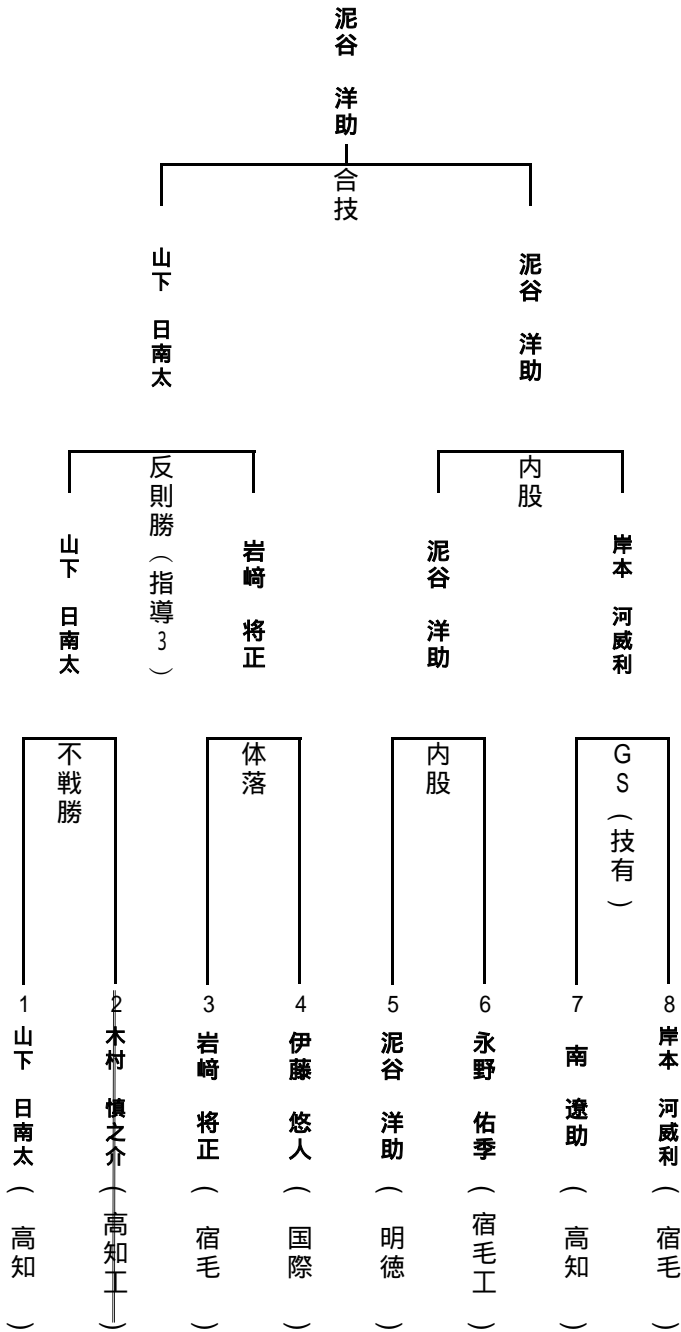 泥谷 洋助
合技
山下 日南太
泥谷 洋助
反則勝（指導3）
内股
山下 日南太
岩﨑 将正
泥谷 洋助
岸本 河威利
不戦勝
体落
内股
GS（技有）
1 山下 日南太（高知）
2 木村 慎之介（高知工）
3 岩﨑 将正（宿毛）
4 伊藤 悠人（国際）
5 泥谷 洋助（明徳）
6 永野 佑季（宿毛工）
7 南 遼助（高知）
8 岸本 河威利（宿毛）